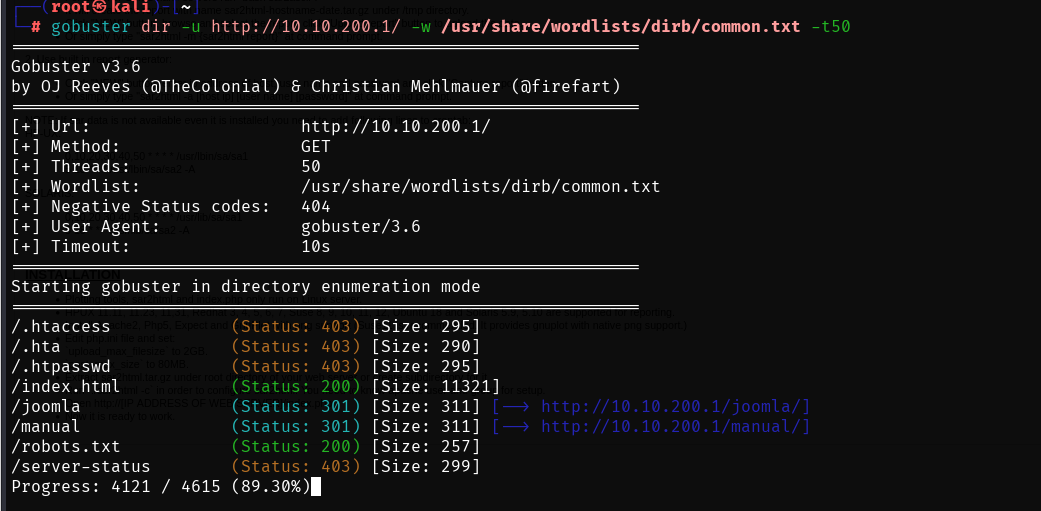 (root㉿kali)-[~]
# gobuster dir -u http://10.10.200.1/ -w /usr/share/wordlists/dirb/common.txt -t50
Gobuster v3.6
by OJ Reeves (@TheColonial) & Christian Mehlmauer (@firefart)
[+] Url: http://10.10.200.1/
[+] Method: GET
[+] Threads: 50
[+] Wordlist: /usr/share/wordlists/dirb/common.txt
[+] Negative Status codes: 404
[+] User Agent: gobuster/3.6
[+] Timeout: 10s
INSTALLATION
Starting gobuster in directory enumeration mode
/.htaccess (Status: 403) [Size: 295]
/.hta (Status: 403) [Size: 290]
/.htpasswd (Status: 403) [Size: 295]
/index.html (Status: 200) [Size: 11321]
/joomla (Status: 301) [Size: 311] [--> http://10.10.200.1/joomla/]
/manual (Status: 301) [Size: 311] [--> http://10.10.200.1/manual/]
/robots.txt (Status: 200) [Size: 257]
/server-status (Status: 403) [Size: 299]
Progress: 4121 / 4615 (89.30%)